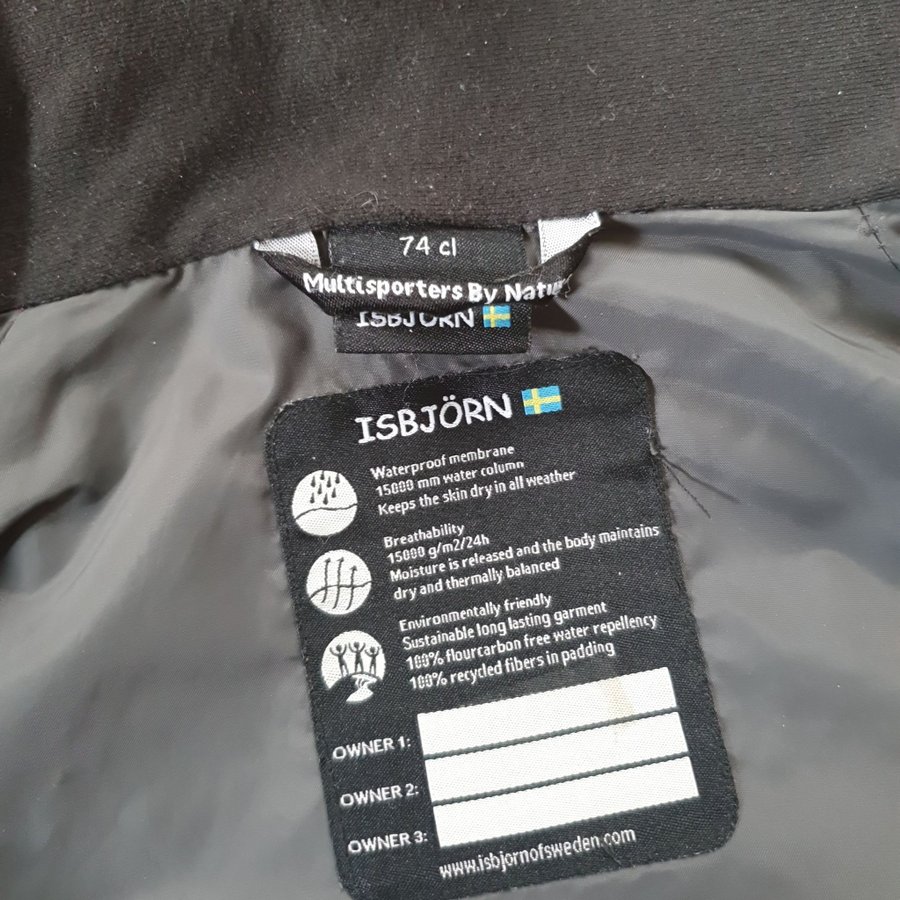 74 cl
Multisporters By Natu
ISBJÖRN
ISBJÖRN
Waterproof membrane
15000 mm water column
Keeps the skin dry in all weather
Breathability
15000 g/m2/24h
Moisture is released and the body maintains
dry and thermally balanced
Environmentally friendly
Sustainable long lasting garment
100% flourcarbon free water repellency
100% recycled fibers in padding
OWNER 1:
OWNER 2:
OWNER 3:
www.isbjornofsweden.com